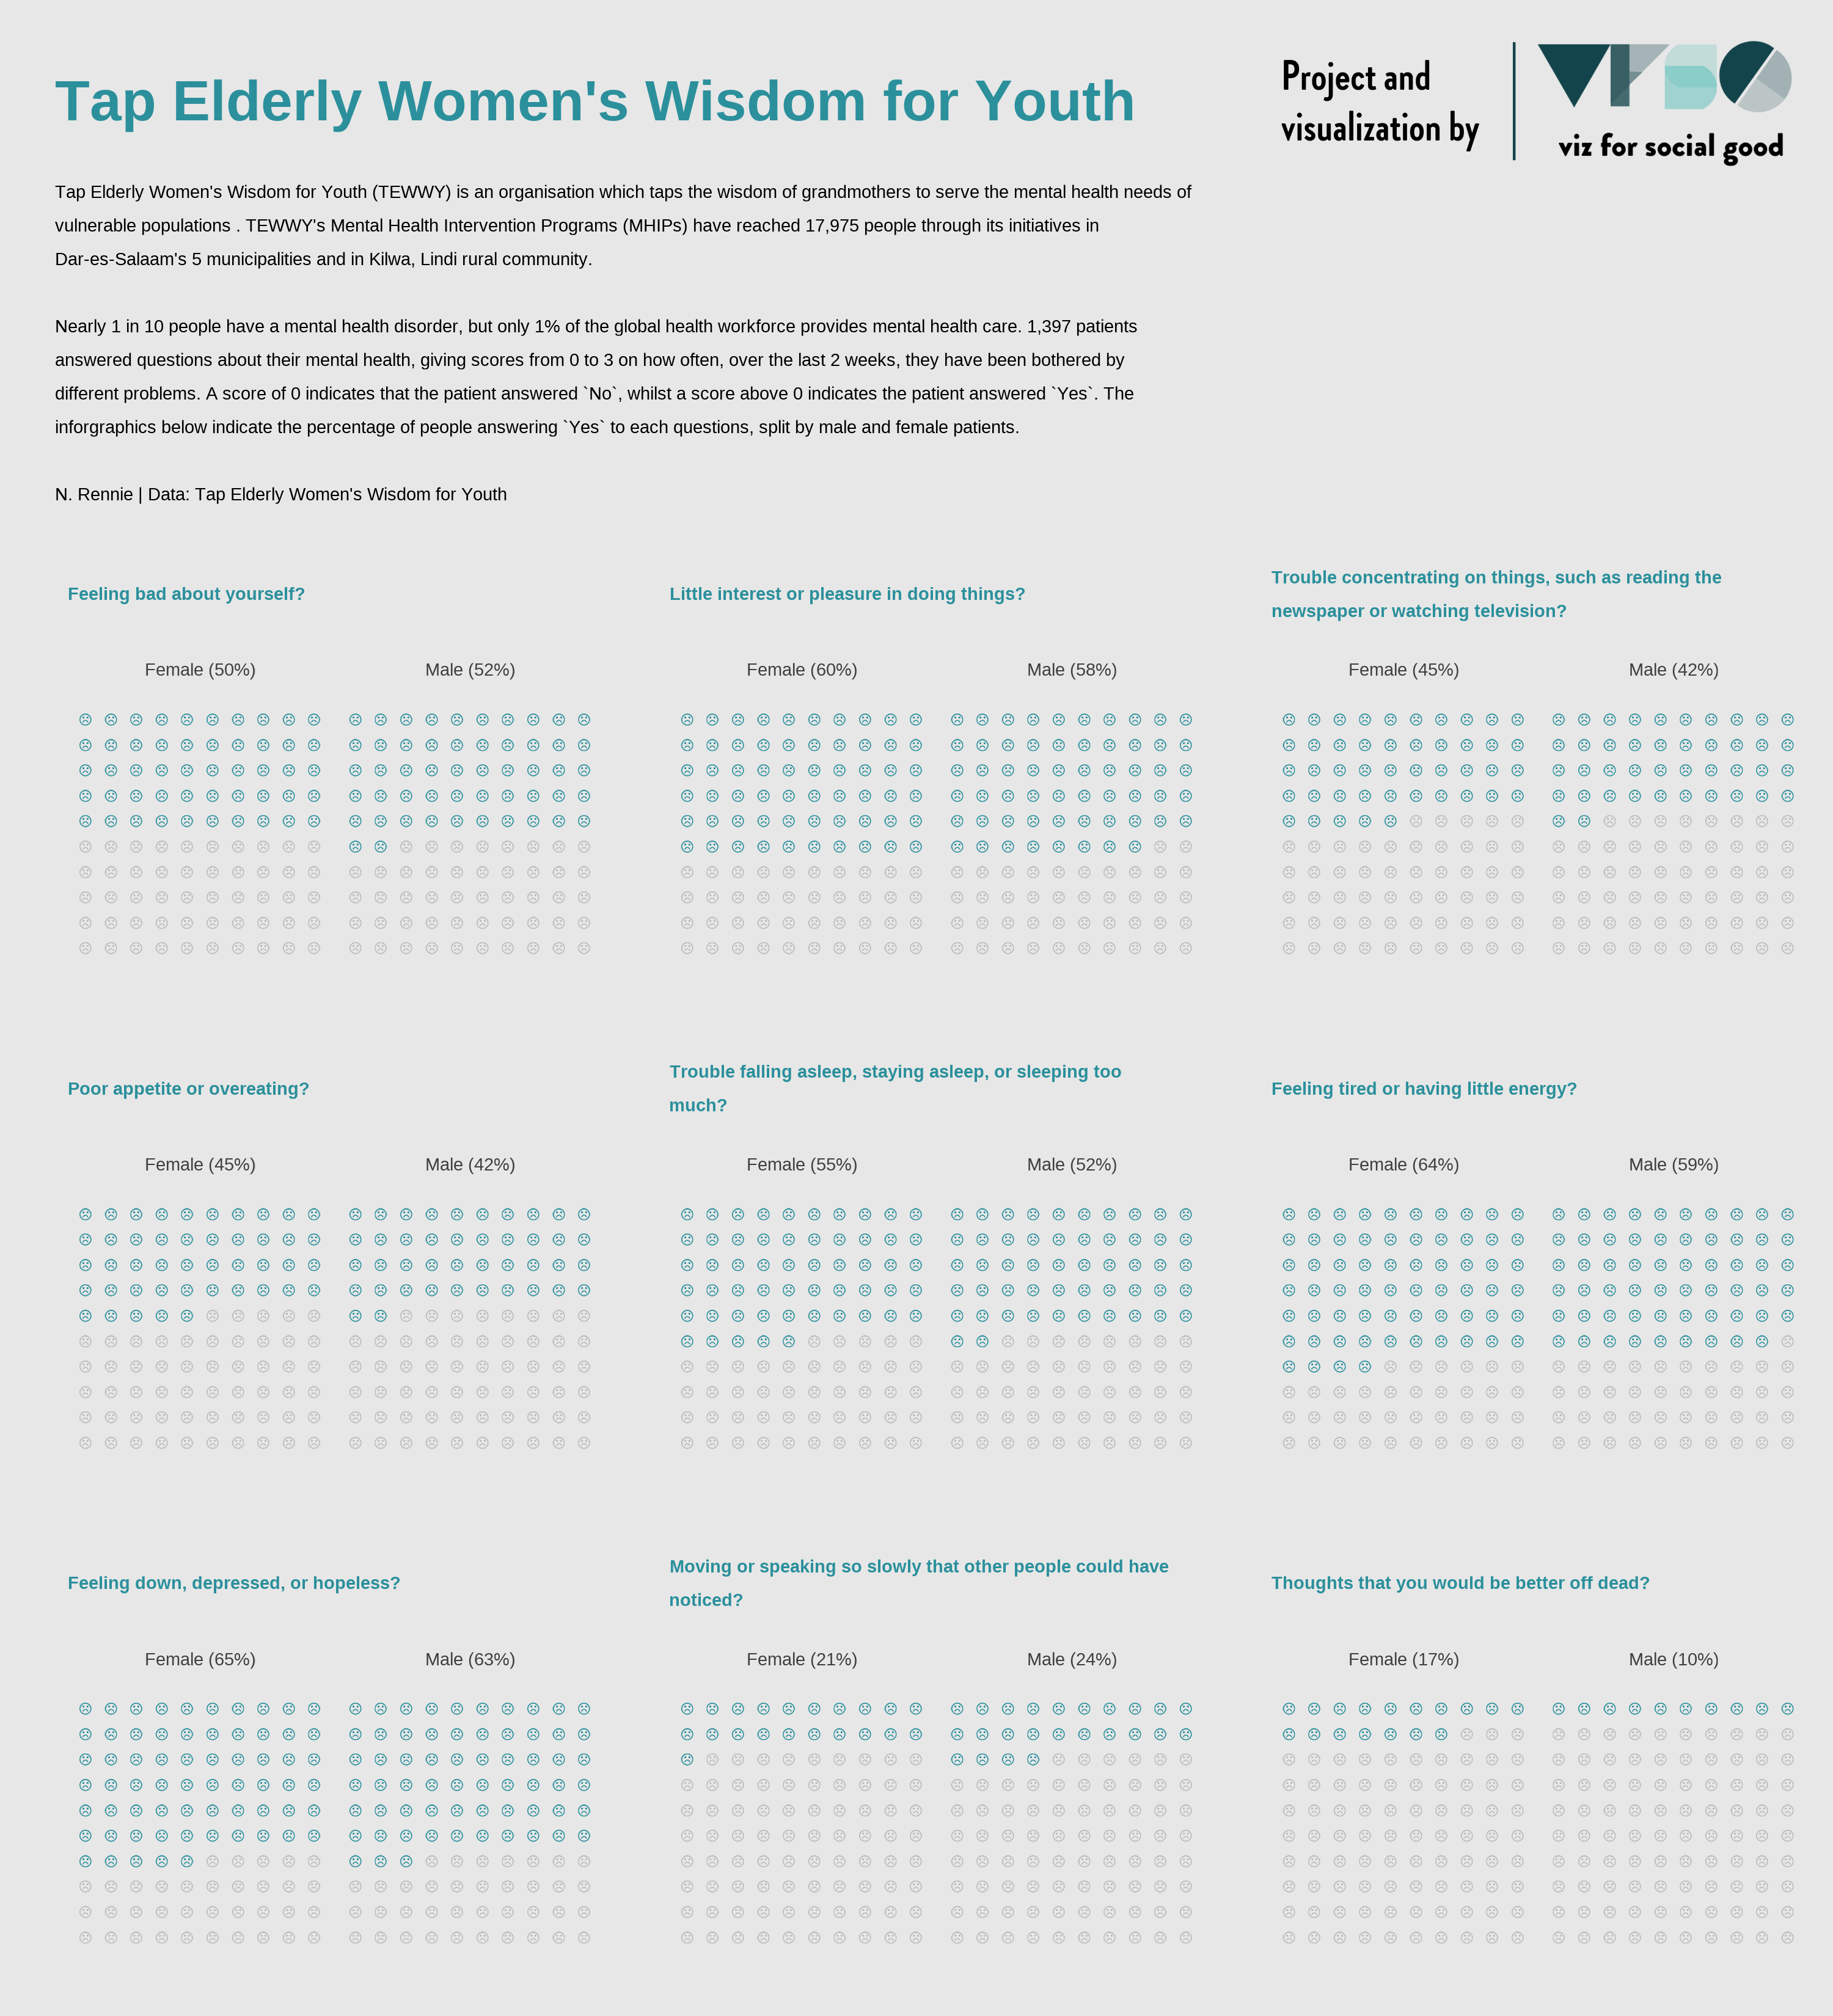 Tap Elderly Women's Wisdom for Youth
Project and
visualization by
viz for social good
Tap Elderly Women's Wisdom for Youth (TEWWY) is an organisation which taps the wisdom of grandmothers to serve the mental health needs of
vulnerable populations . TEWWY's Mental Health Intervention Programs (MHIPs) have reached 17,975 people through its initiatives in
Dar-es-Salaam's 5 municipalities and in Kilwa, Lindi rural community.
Nearly 1 in 10 people have a mental health disorder, but only 1% of the global health workforce provides mental health care. 1,397 patients
answered questions about their mental health, giving scores from 0 to 3 on how often, over the last 2 weeks, they have been bothered by
different problems. A score of 0 indicates that the patient answered `No`, whilst a score above 0 indicates the patient answered `Yes`. The
inforgraphics below indicate the percentage of people answering `Yes` to each questions, split by male and female patients.
N. Rennie | Data: Tap Elderly Women's Wisdom for Youth
Feeling bad about yourself?
Female (50%)
Male (52%)
Little interest or pleasure in doing things?
Female (60%)
Male (58%)
Trouble concentrating on things, such as reading the
newspaper or watching television?
Female (45%)
Male (42%)
Poor appetite or overeating?
Female (45%)
Male (42%)
Trouble falling asleep, staying asleep, or sleeping too
much?
Female (55%)
Male (52%)
Feeling tired or having little energy?
Female (64%)
Male (59%)
Feeling down, depressed, or hopeless?
Female (65%)
Male (63%)
Moving or speaking so slowly that other people could have
noticed?
Female (21%)
Male (24%)
Thoughts that you would be better off dead?
Female (17%)
Male (10%)